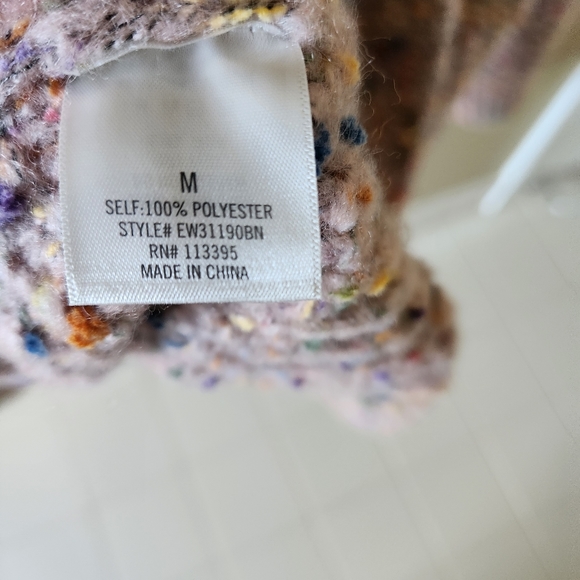 M
SELF:100% POLYESTER
STYLE# EW31190BN
RN# 113395
MADE IN CHINA